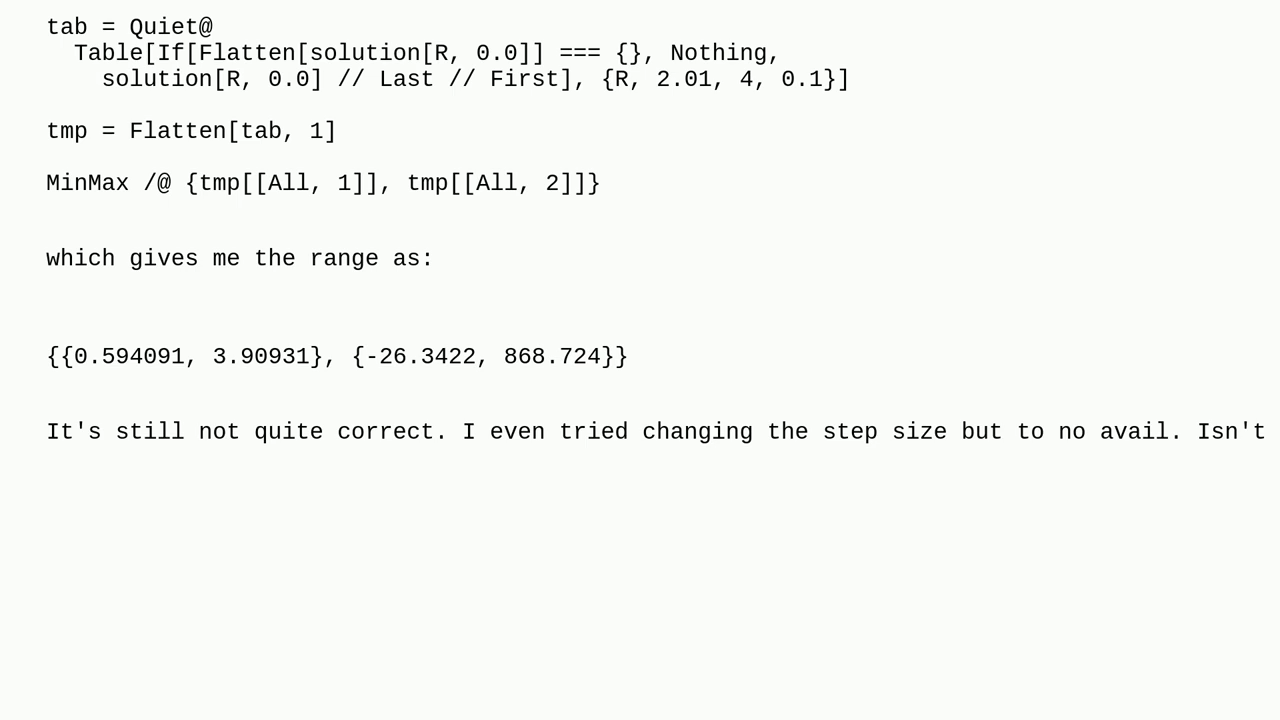 tab = Quiet@
  Table[If[Flatten[solution[R, 0.0]] === {}, Nothing,
    solution[R, 0.0] // Last // First], {R, 2.01, 4, 0.1}]
tmp = Flatten[tab, 1]
MinMax /@ {tmp[[All, 1]], tmp[[All, 2]]}
which gives me the range as:
{{0.594091, 3.90931}, {-26.3422, 868.724}}
It's still not quite correct. I even tried changing the step size but to no avail. Isn't